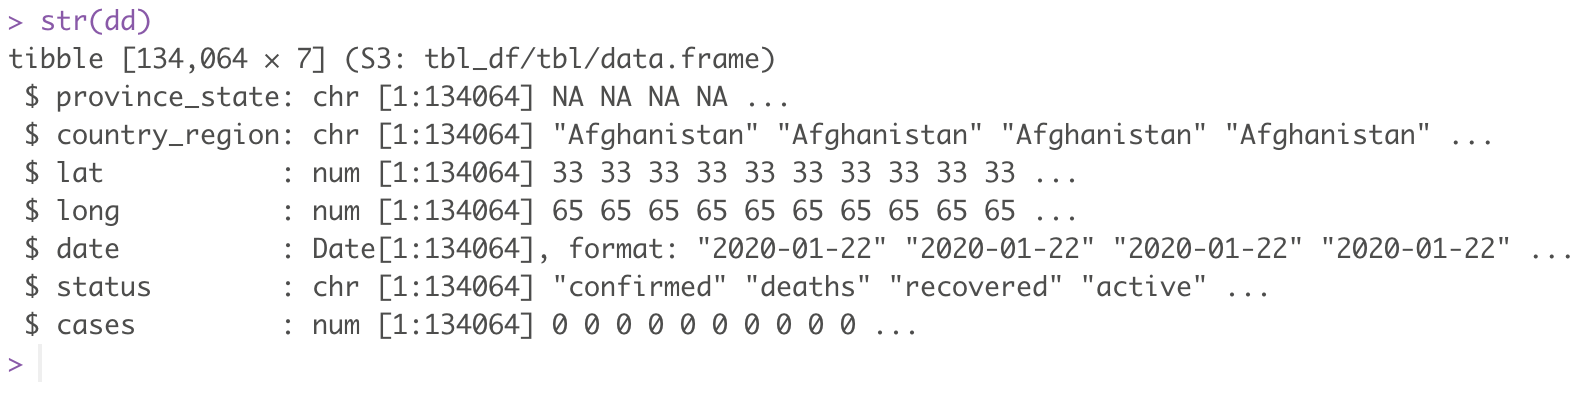 > str(dd)
tibble [134,064 × 7] (S3: tbl_df/tbl/data.frame)
 $ province_state: chr [1:134064] NA NA NA NA ...
 $ country_region: chr [1:134064] "Afghanistan" "Afghanistan" "Afghanistan" "Afghanistan" ...
 $ lat           : num [1:134064] 33 33 33 33 33 33 33 33 33 33 ...
 $ long          : num [1:134064] 65 65 65 65 65 65 65 65 65 65 ...
 $ date          : Date[1:134064], format: "2020-01-22" "2020-01-22" "2020-01-22" "2020-01-22" ...
 $ status        : chr [1:134064] "confirmed" "deaths" "recovered" "active" ...
 $ cases         : num [1:134064] 0 0 0 0 0 0 0 0 0 0 ...
>